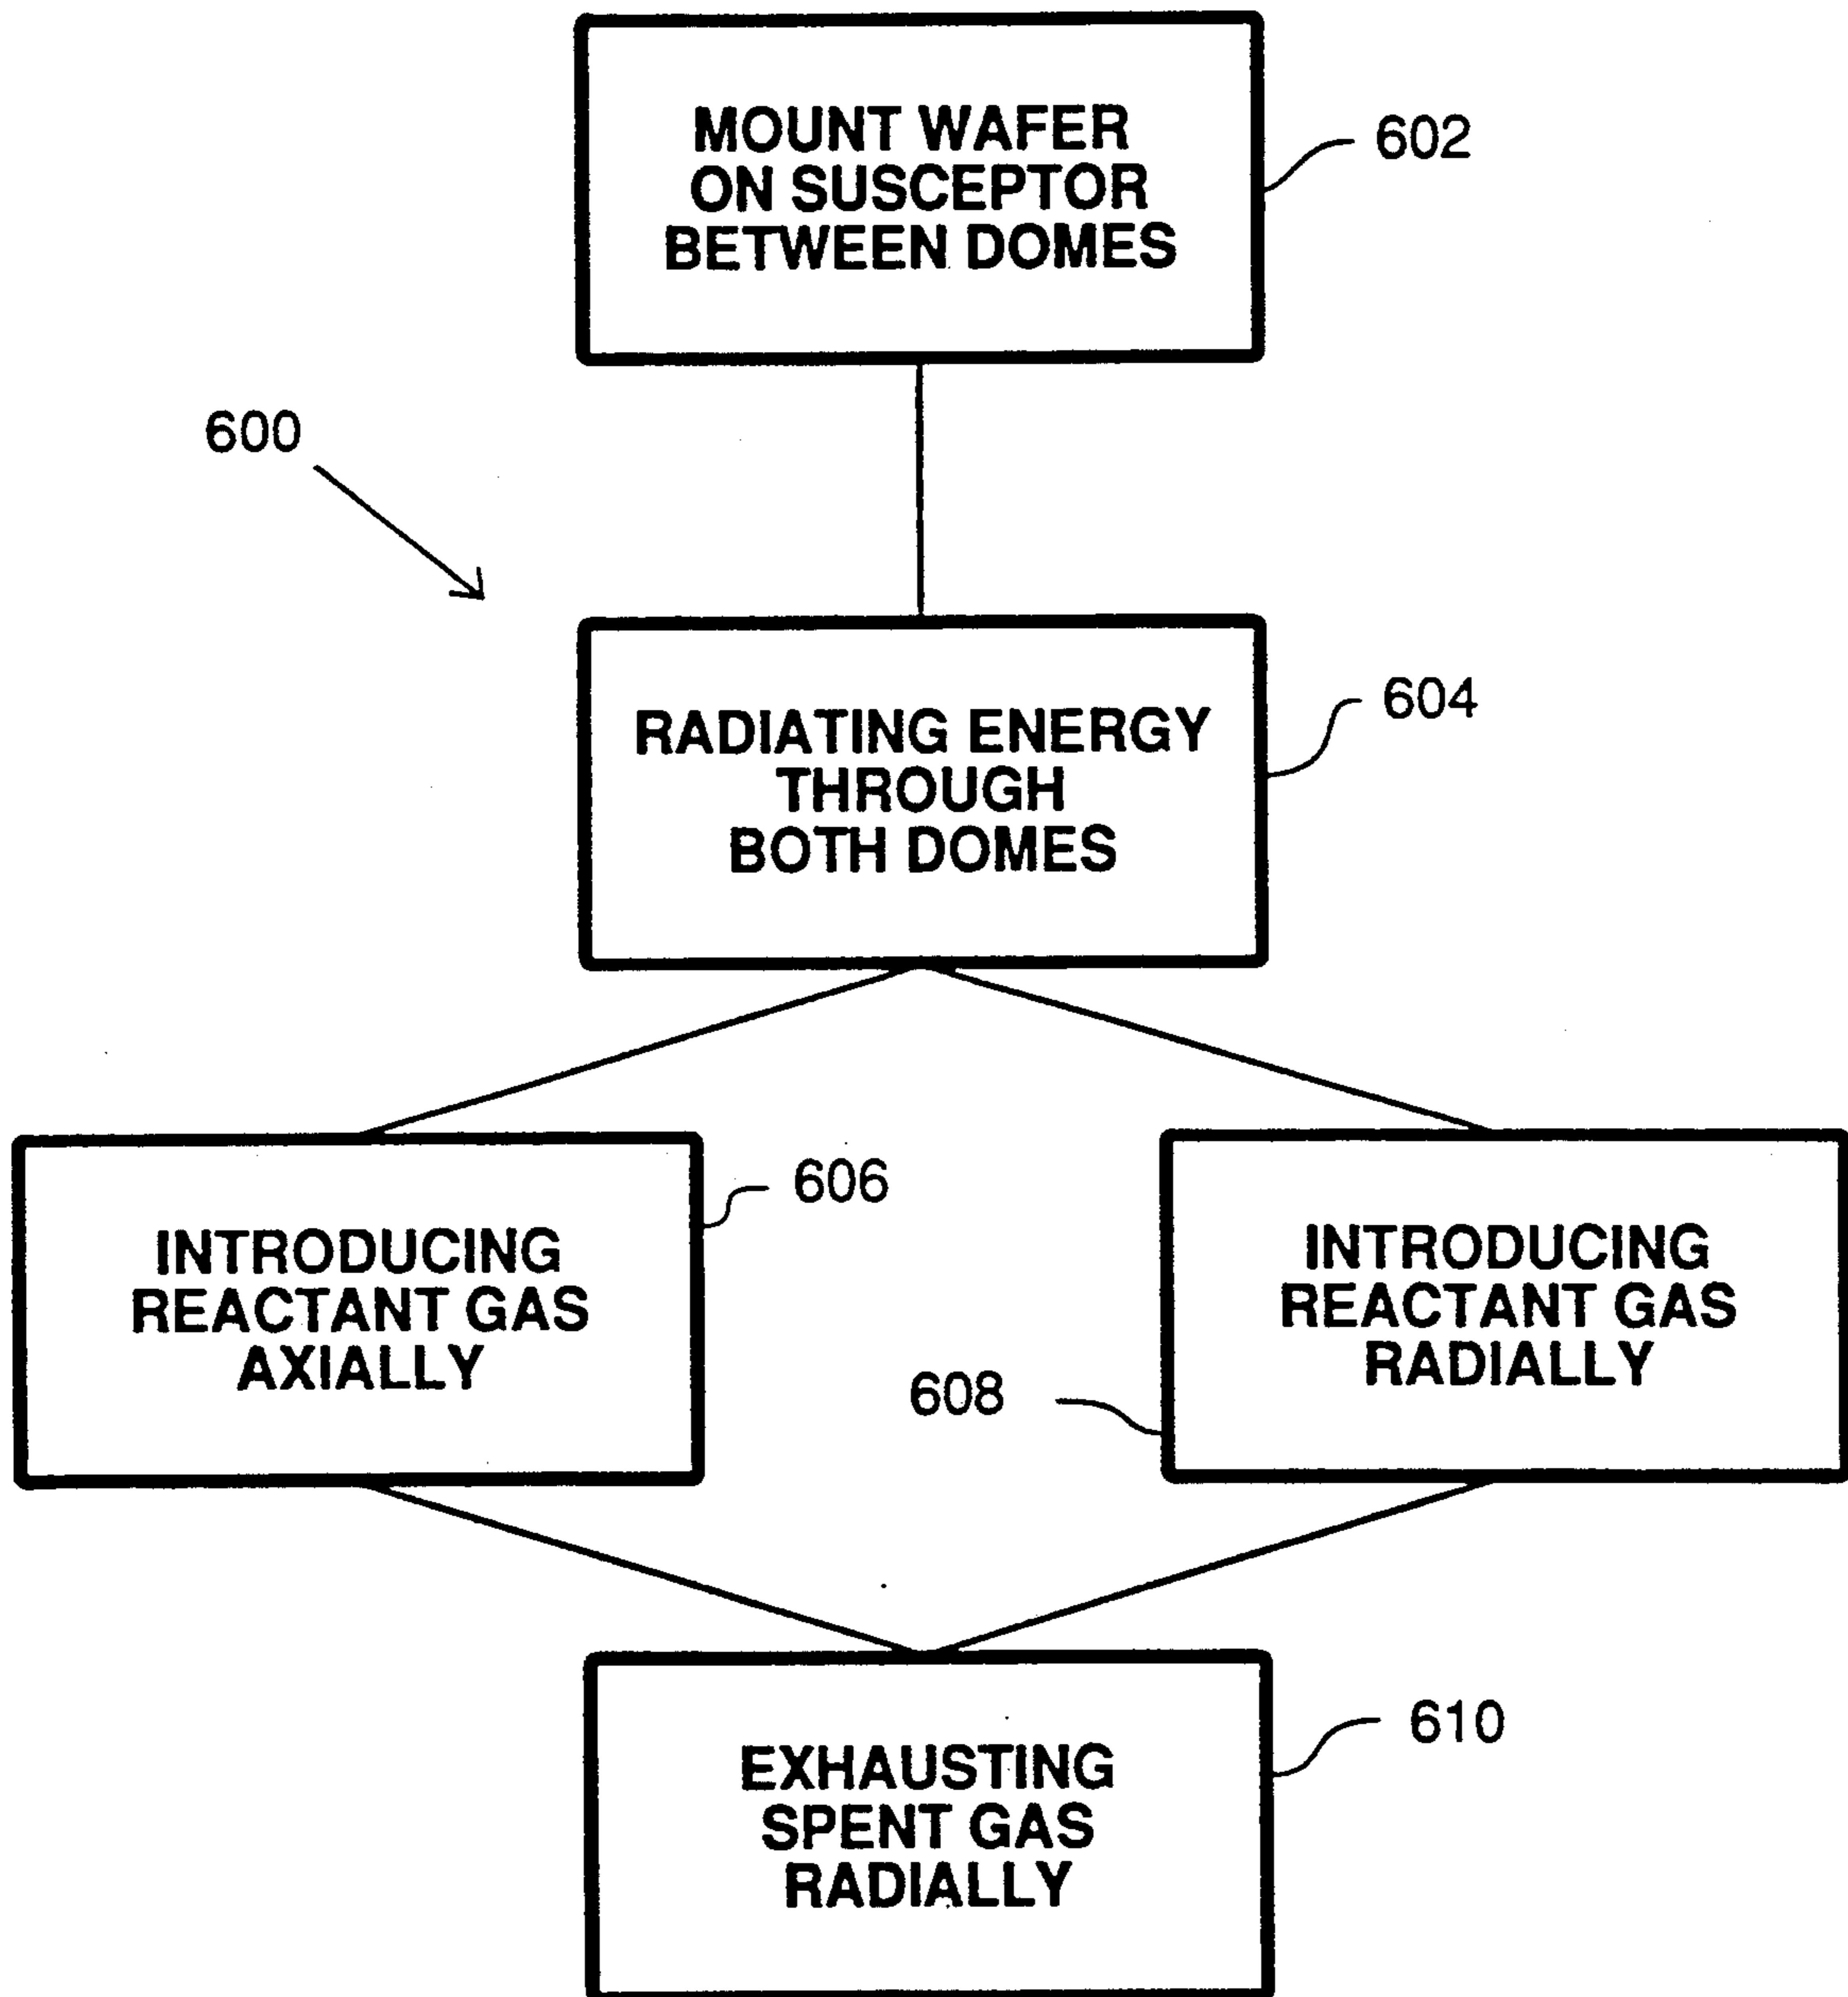 MOUNT WAFER
ON SUSCEPTOR
BETWEEN DOMES
602
600
RADIATING ENERGY
THROUGH
BOTH DOMES
604
INTRODUCING
REACTANT GAS
AXIALLY
606
INTRODUCING
REACTANT GAS
RADIALLY
608
EXHAUSTING
SPENT GAS
RADIALLY
610